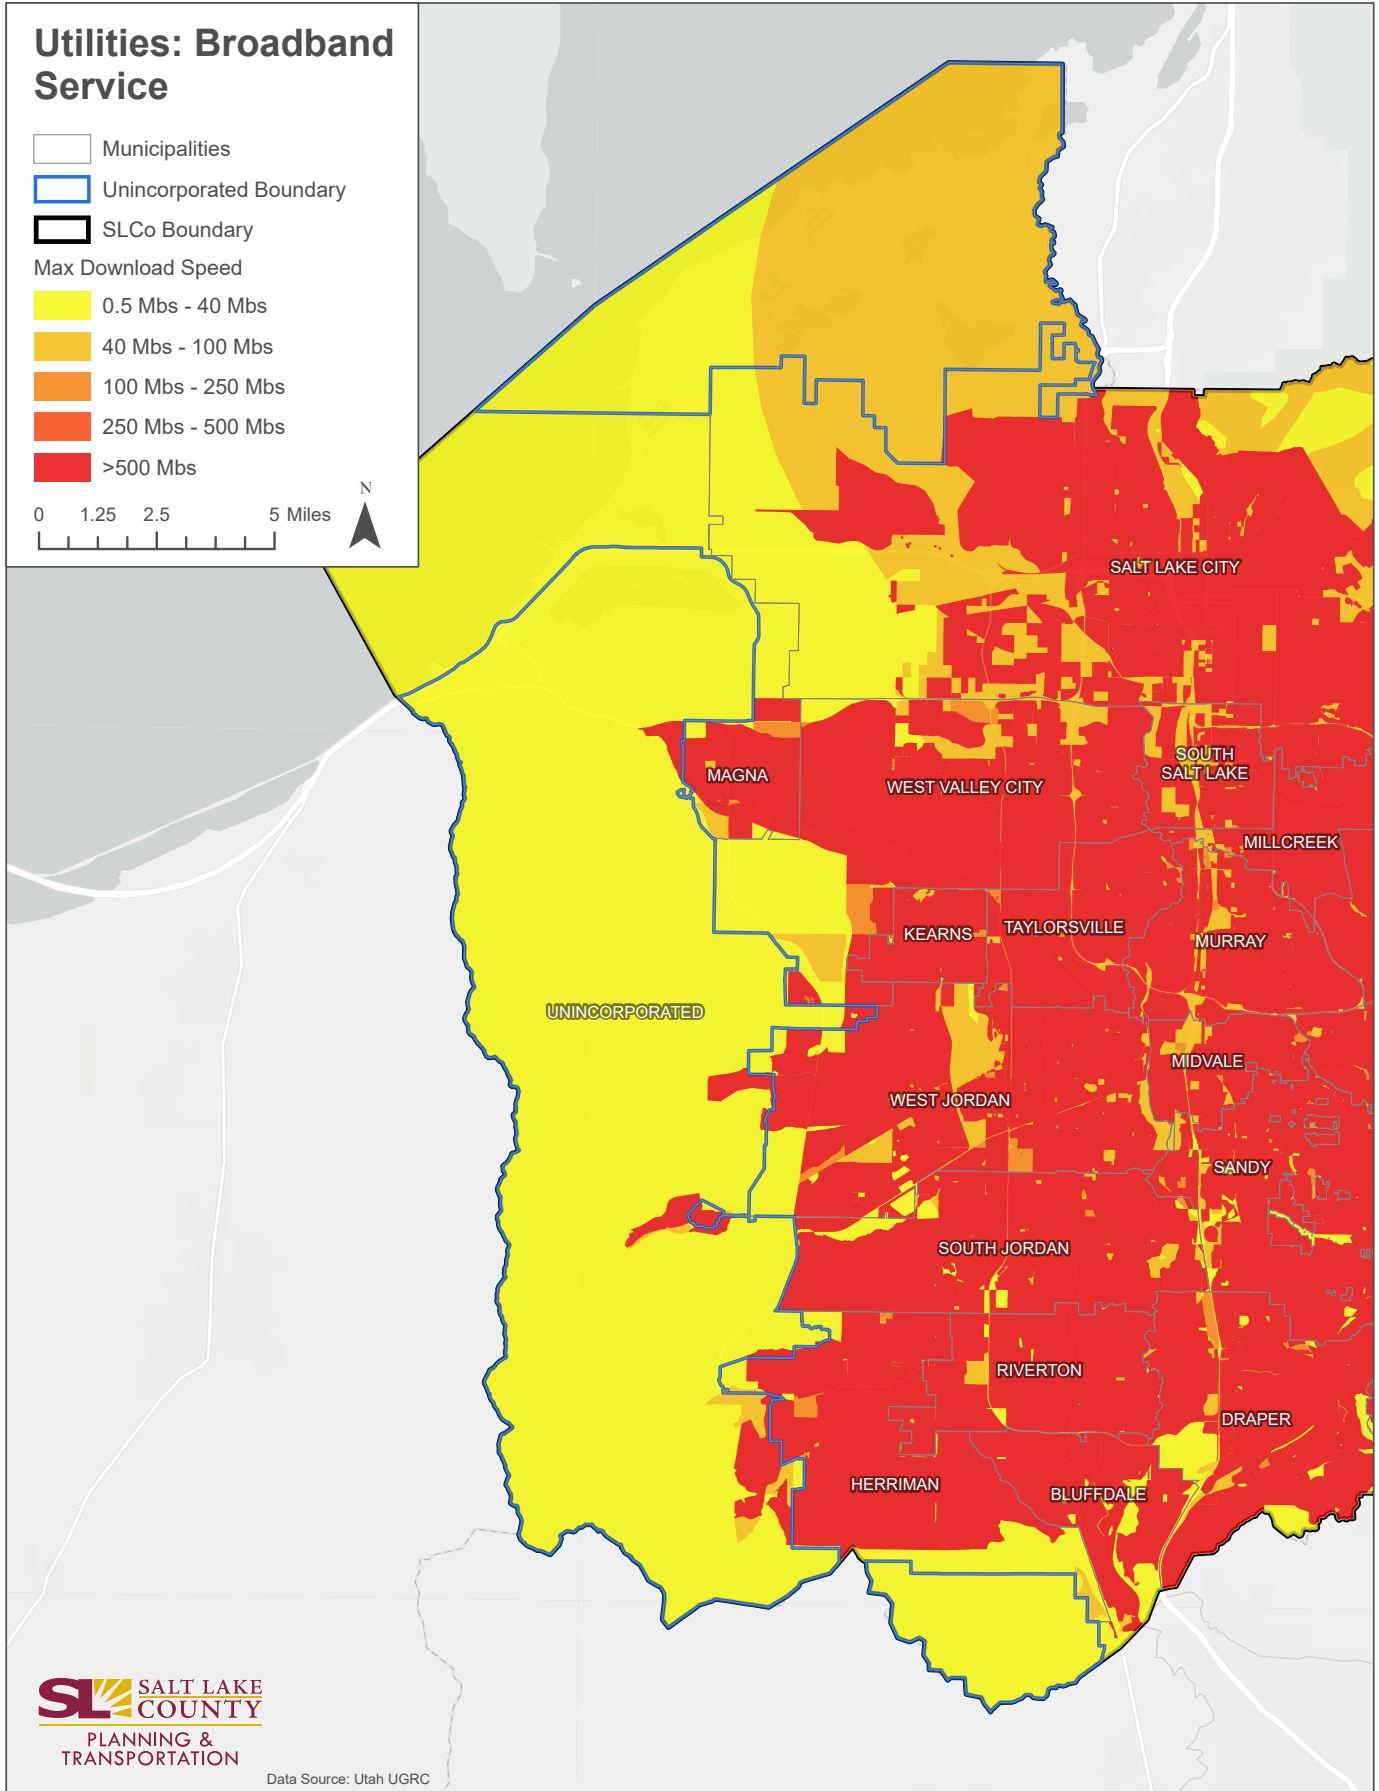 Utilities: Broadband
Service
Municipalities
Unincorporated Boundary
SLCo Boundary
Max Download Speed
0.5 Mbs - 40 Mbs
40 Mbs - 100 Mbs
100 Mbs - 250 Mbs
250 Mbs - 500 Mbs
>500 Mbs
N
0 1.25 2.5 5 Miles
SALT LAKE CITY
SOUTH
SALT LAKE
MAGNA
WEST VALLEY CITY
MILLCREEK
KEARNS
TAYLORSVILLE
MURRAY
UNINCORPORATED
MIDVALE
WEST JORDAN
SANDY
SOUTH JORDAN
RIVERTON
DRAPER
HERRIMAN
BLUFFDALE
SL SALT LAKE
COUNTY
PLANNING &
TRANSPORTATION
Data Source: Utah UGRC